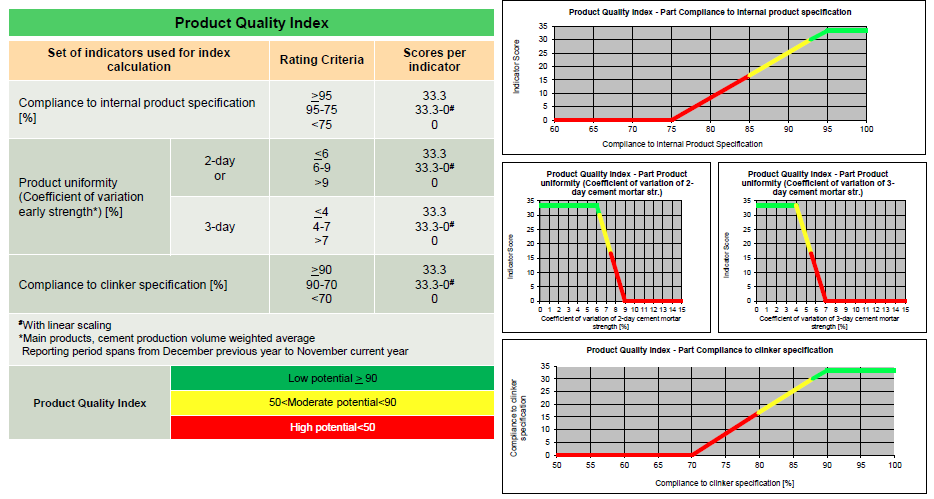 Product Quality Index
Set of indicators used for index
calculation
Rating Criteria
Scores per
indicator
Compliance to internal product specification
[%]
≥95
95-75
<75
33.3
33.3-0#
0
Product uniformity
(Coefficient of variation
early strength*) [%]
2-day
or
≤6
6-9
>9
33.3
33.3-0#
0
3-day
≤4
4-7
>7
33.3
33.3-0#
0
Compliance to clinker specification [%]
≥90
90-70
<70
33.3
33.3-0#
0
#With linear scaling
*Main products, cement production volume weighted average
Reporting period spans from December previous year to November current year
Product Quality Index
Low potential ≥ 90
50<Moderate potential<90
High potential<50
Product Quality Index - Part Compliance to internal product specification
Indicator Score
35
30
25
20
15
10
5
0
60 65 70 75 80 85 90 95 100
Compliance to Internal Product Specification
Product Quality Index - Part Product
uniformity (Coefficient of variation of 2-
day cement mortar str.)
Indicator Score
35
30
25
20
15
10
5
0
0 1 2 3 4 5 6 7 8 9 10 11 12 13 14 15
Coefficient of variation of 2-day cement mortar
strength [%]
Product Quality Index - Part Product
uniformity (Coefficient of variation of 3-
day cement mortar str.)
Indicator Score
35
30
25
20
15
10
5
0
0 1 2 3 4 5 6 7 8 9 10 11 12 13 14 15
Coefficient of variation of 3-day cement mortar
strength [%]
Product Quality Index - Part Compliance to clinker specification
Compliance to clinker
specification [%]
35
30
25
20
15
10
5
0
50 55 60 65 70 75 80 85 90 95 100
Compliance to clinker specification [%]